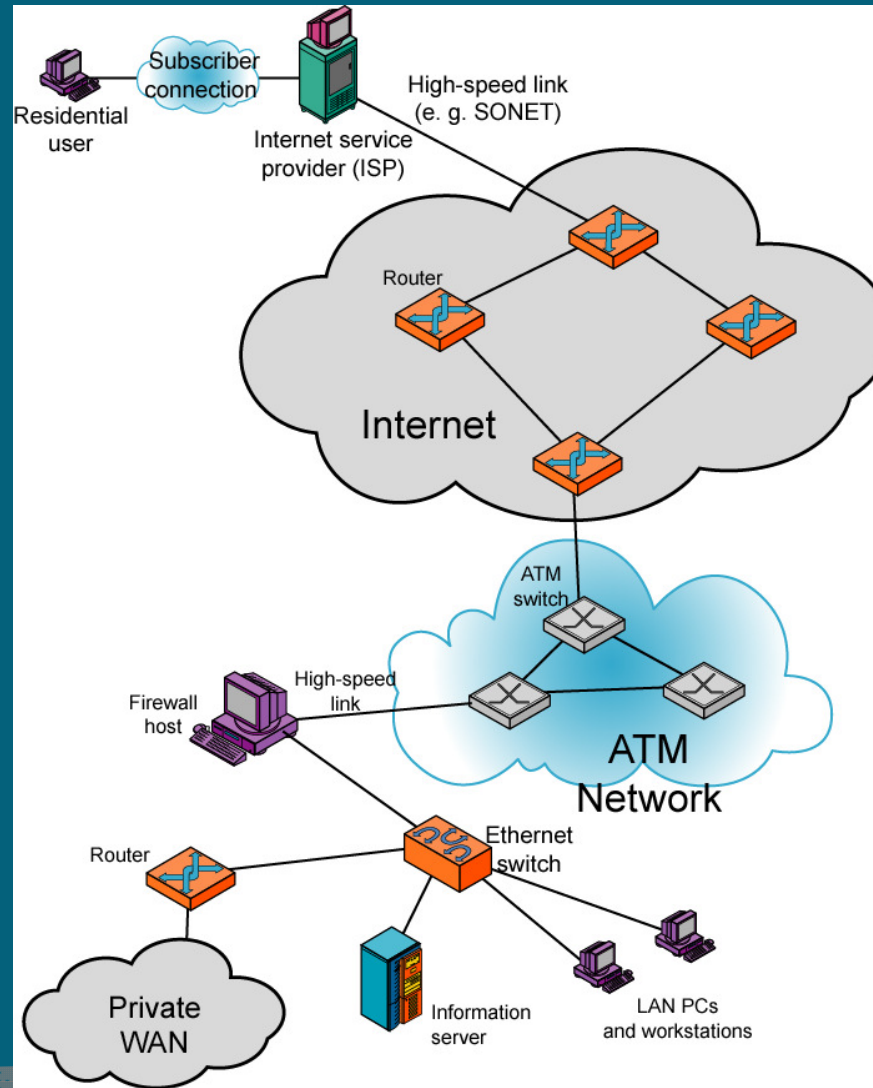 Subscriber
connection
Residential
user
Internet service
provider (ISP)
High-speed link
(e. g. SONET)
Router
Internet
ATM
switch
High-speed
link
Firewall
host
ATM
Network
Ethernet
switch
Router
Private
WAN
Information
server
LAN PCs
and workstations